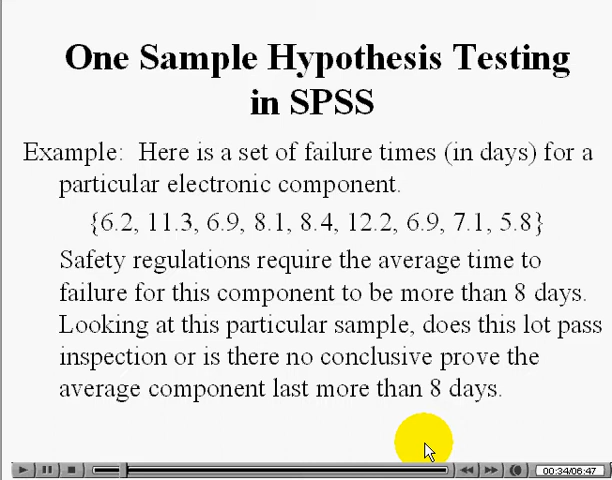 One Sample Hypothesis Testing
in SPSS
Example:  Here is a set of failure times (in days) for a
particular electronic component.
{6.2, 11.3, 6.9, 8.1, 8.4, 12.2, 6.9, 7.1, 5.8}
Safety regulations require the average time to
failure for this component to be more than 8 days.
Looking at this particular sample, does this lot pass
inspection or is there no conclusive prove the
average component last more than 8 days.
00:34/06:47